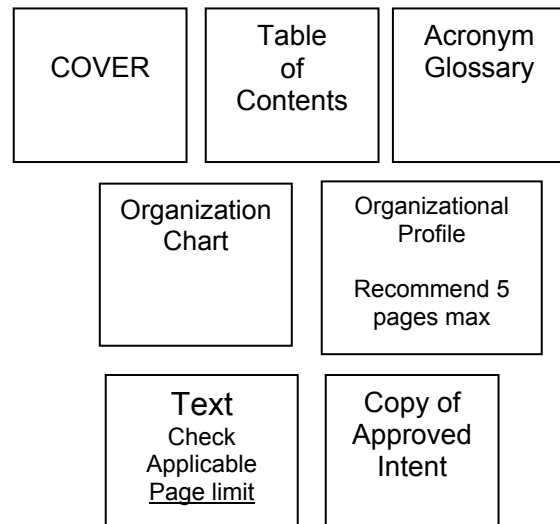 COVER
Table
of
Contents
Acronym
Glossary
Organization
Chart
Organizational
Profile
Recommend 5
pages max
Text
Check
Applicable
Page limit
Copy of
Approved
Intent